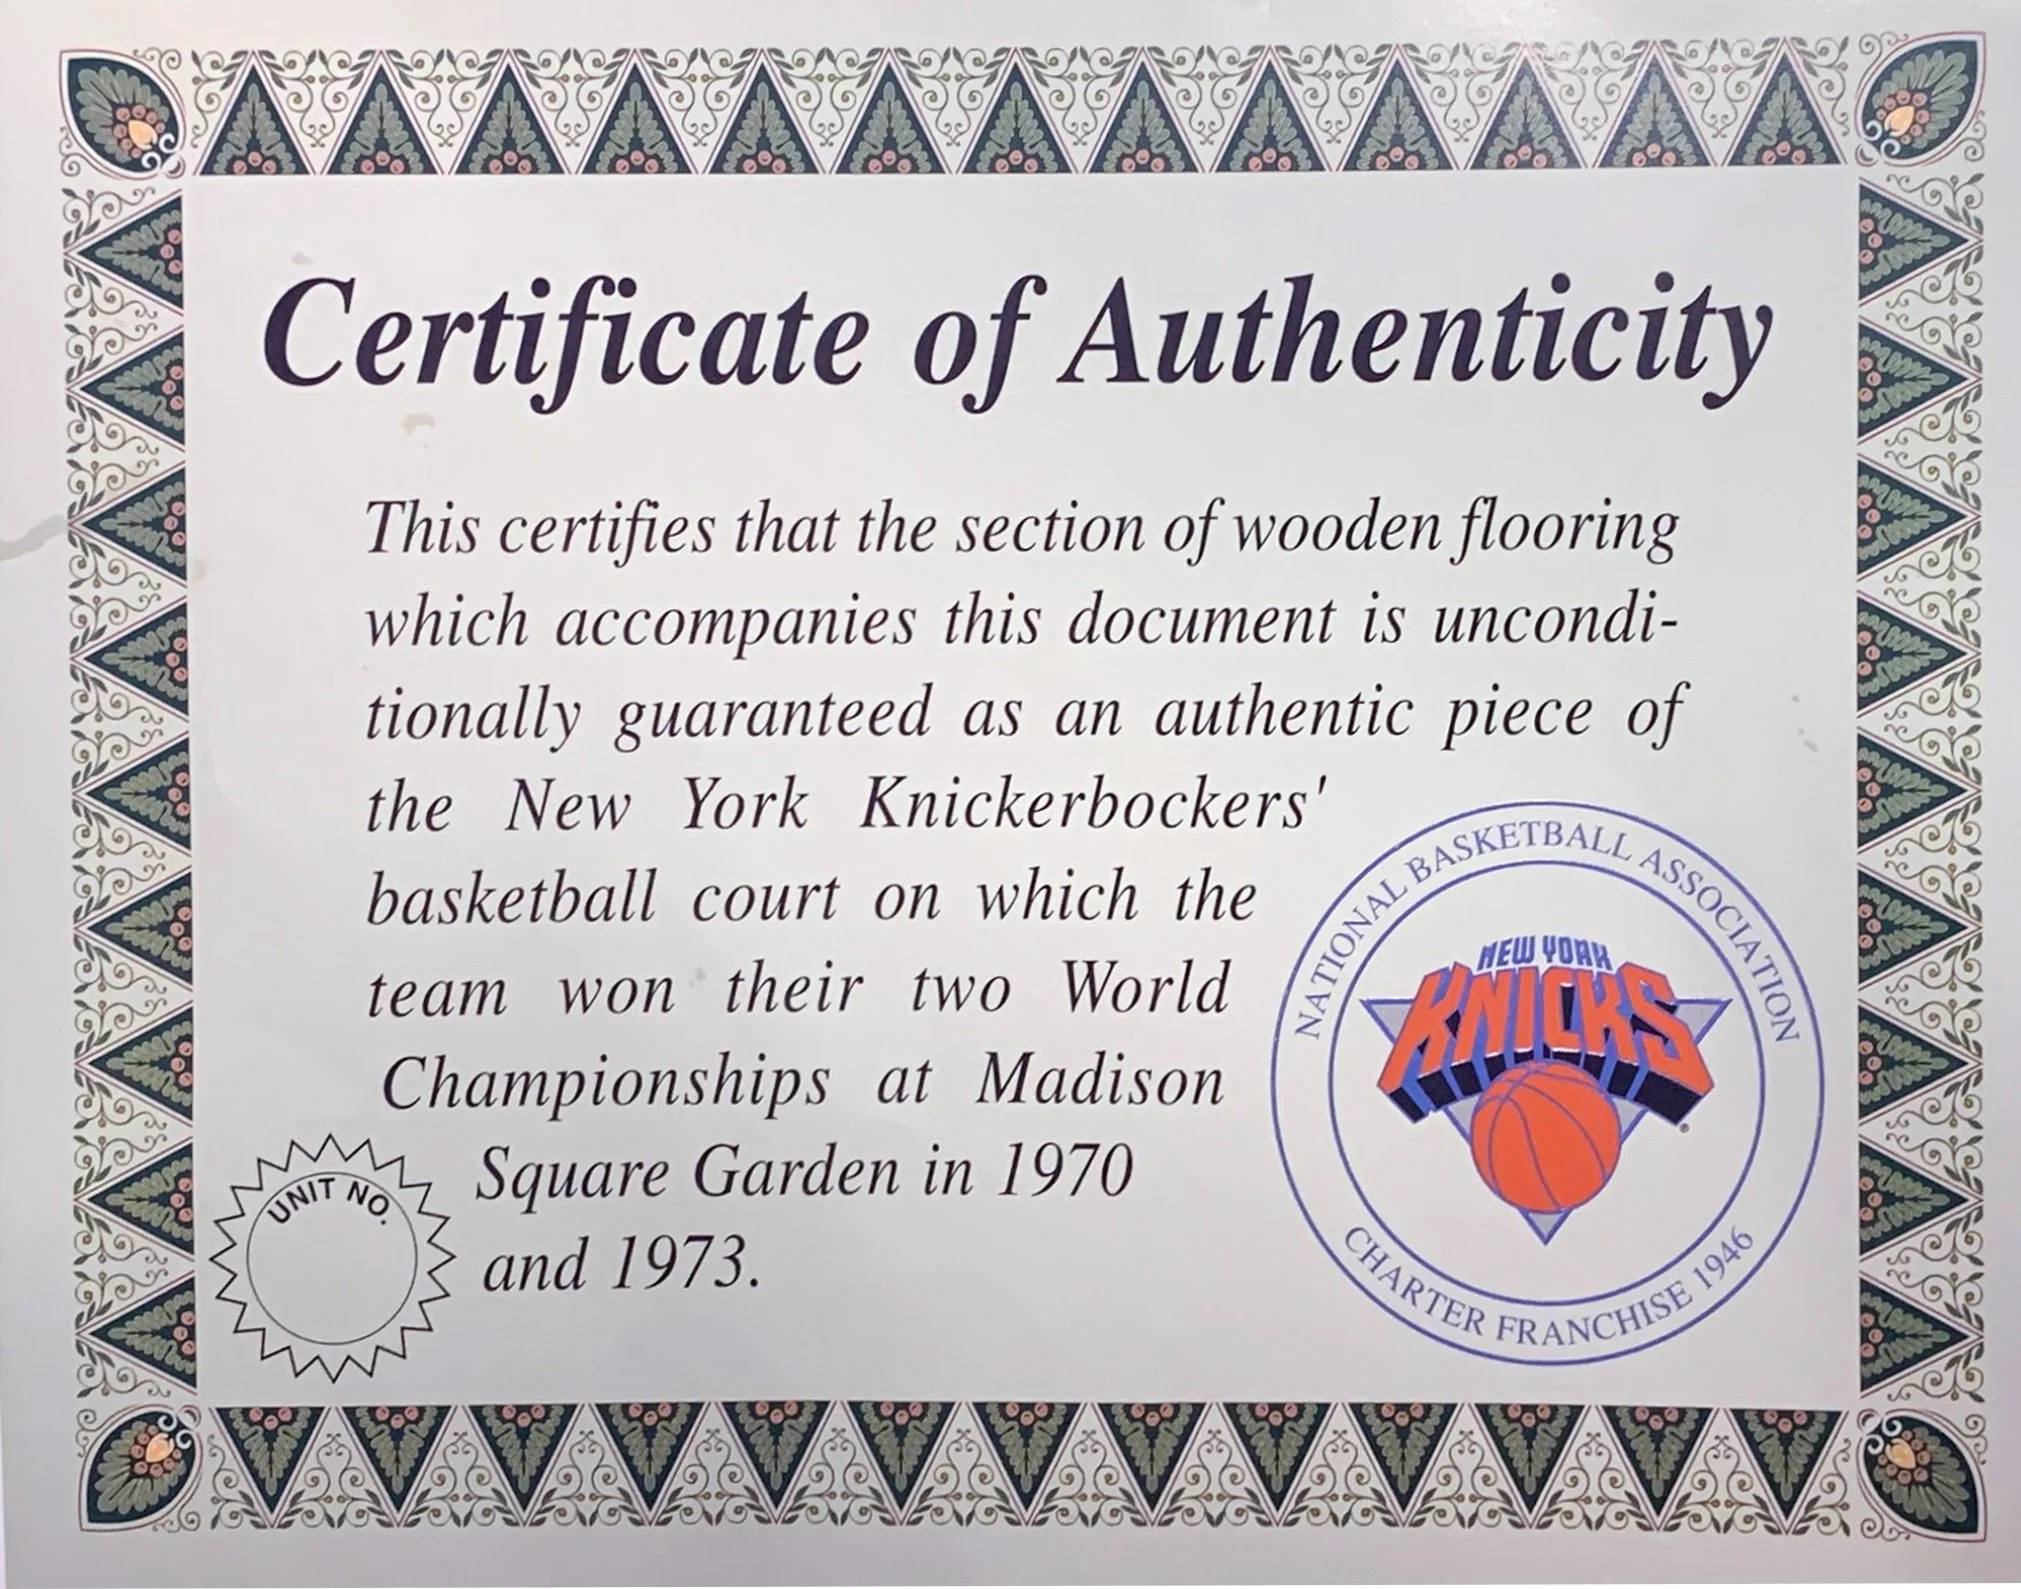 Certificate of Authenticity
This certifies that the section of wooden flooring
which accompanies this document is uncondi-
tionally guaranteed as an authentic piece of
the New York Knickerbockers'
basketball court on which the
team won their two World
Championships at Madison
Square Garden in 1970
and 1973.
UNIT NO.
NATIONAL BASKETBALL ASSOCIATION
NEW YORK
KNICKS
®
CHARTER FRANCHISE 1946